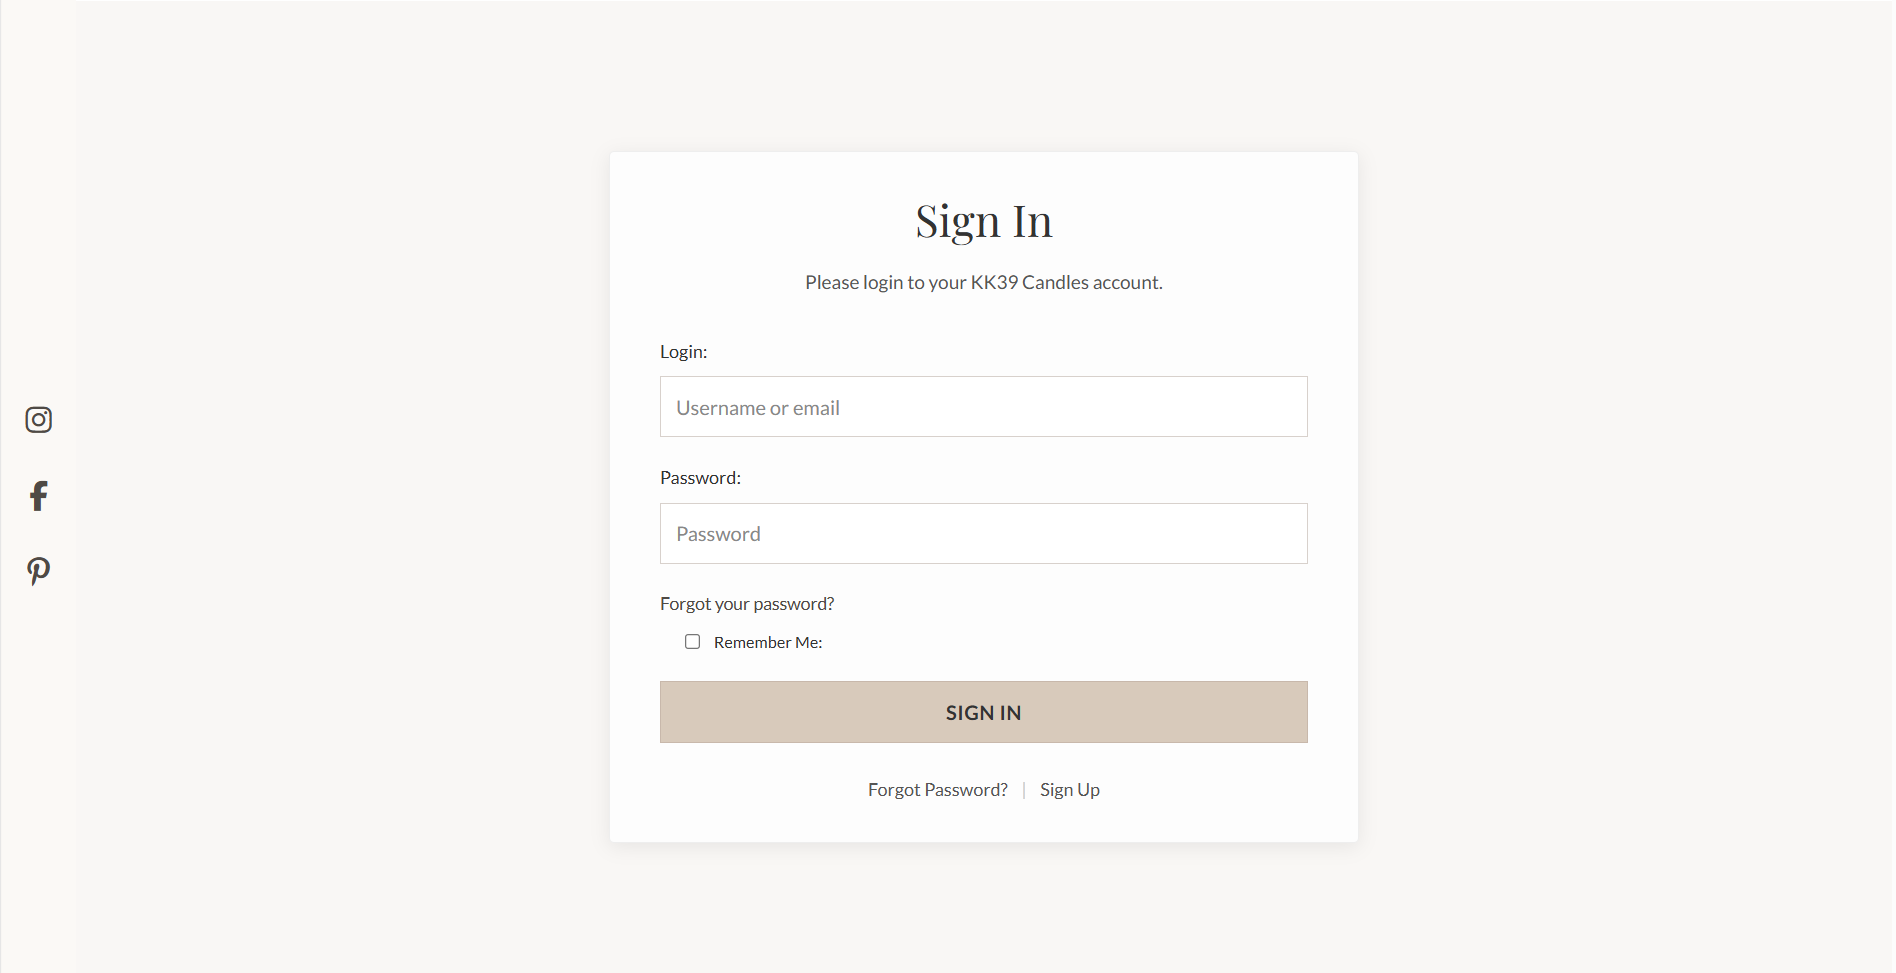 Sign In
Please login to your KK39 Candles account.
Login:
Username or email
Password:
Password
Forgot your password?
Remember Me:
SIGN IN
Forgot Password? | Sign Up